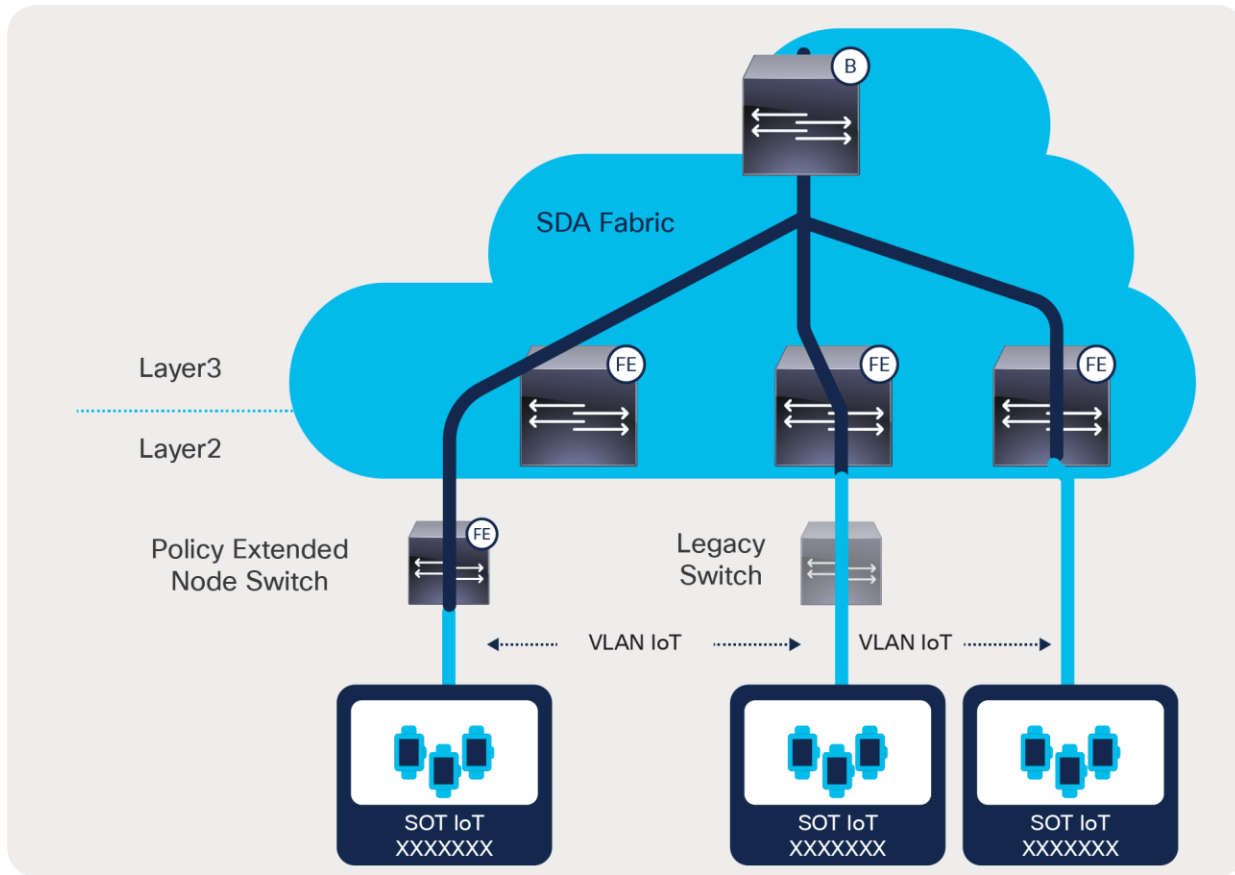 B
SDA Fabric
Layer3
FE
FE
FE
Layer2
Policy Extended
Node Switch
FE
Legacy
Switch
VLAN IoT
VLAN IoT
SOT IoT
XXXXXXX
SOT IoT
XXXXXXX
SOT IoT
XXXXXXX